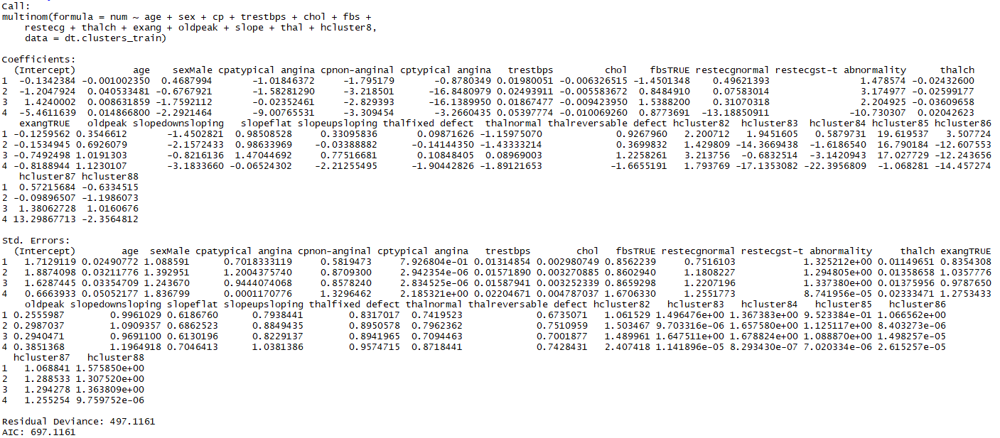 Call:
multinom(formula = num ~ age + sex + cp + trestbps + chol + fbs +
    restecg + thalch + exang + oldpeak + slope + thal + hcluster8,
    data = dt.clusters_train)

Coefficients:
  (Intercept)          age    sexMale cpatypical angina cpnon-anginal cptypical angina   trestbps         chol    fbsTRUE restecgnormal restecgst-t abnormality      thalch
1  -0.1342384 -0.001002350  0.4687994       -1.01846372     -1.795179       -0.8780349 0.01980051 -0.006326515 -1.4501348    0.49621393                1.478574 -0.02432600
2  -1.2047924  0.040533481 -0.6767921       -1.58281290     -3.218501      -16.8480979 0.02493911 -0.005583672  0.8484910    0.07583014                3.174977 -0.02599177
3   1.4240002  0.008631859 -1.7592112       -0.02352461     -2.829393      -16.1389950 0.01867477 -0.009423950  1.5388200    0.31070318                2.204925 -0.03609658
4  -5.4611639  0.014866800 -2.2921464       -9.00765531     -3.309454       -3.2660435 0.05397774 -0.010069260  0.8773691  -13.18850911              -10.730307  0.02042623
   exangTRUE   oldpeak slopedownsloping   slopeflat slopeupsloping thalfixed defect  thalnormal thalreversable defect hcluster82  hcluster83  hcluster84 hcluster85 hcluster86
1 -0.1259562 0.3546612       -1.4502821  0.98508528     0.33095836       0.09871626 -1.15975070             0.9267960   2.200712   1.9451605   0.5879731  19.619537   3.507724
2 -0.1534945 0.6926079       -2.1572433  0.98633969    -0.03388882      -0.14144350 -1.43333214             0.3699832   1.429809 -14.3669438  -1.6186540  16.790184 -12.607553
3 -0.7492498 1.0191303       -0.8216136  1.47044692     0.77516681       0.10848405  0.08969003             1.2258261   3.213756  -0.6832514  -3.1420943  17.027729 -12.243656
4 -0.8188944 1.1230107       -3.1833660 -0.06524302    -2.21255495      -1.90442826 -1.89121653            -1.6655191   1.793769 -17.1353082 -22.3956809  -1.068281 -14.457274
   hcluster87 hcluster88
1  0.57215684 -0.6334515
2 -0.09896507 -1.1986073
3  1.38062728  1.0160676
4 13.29867713 -2.3564812

Std. Errors:
  (Intercept)        age  sexMale cpatypical angina cpnon-anginal cptypical angina   trestbps        chol   fbsTRUE restecgnormal restecgst-t abnormality     thalch exangTRUE
1   1.7129119 0.02490772 1.088591      0.7018333119     0.5819473     7.926804e-01 0.01314854 0.002980749 0.8562239     0.7516103            1.325212e+00 0.01149651 0.8354308
2   1.8874098 0.03211776 1.392951      1.2004375740     0.8709300     2.942354e-06 0.01571890 0.003270885 0.8602940     1.1808227            1.294805e+00 0.01358658 1.0357776
3   1.6287445 0.03354709 1.243670      0.9444074068     0.8578240     2.834525e-06 0.01587941 0.003252339 0.8659298     1.2207196            1.337380e+00 0.01375956 0.9787650
4   0.6663933 0.05052177 1.836799      0.0001170776     1.3296462     2.185321e+00 0.02204671 0.004787037 1.6706330     1.2551773            8.741956e-05 0.02333471 1.2753433
    oldpeak slopedownsloping slopeflat slopeupsloping thalfixed defect thalnormal thalreversable defect hcluster82   hcluster83   hcluster84   hcluster85   hcluster86
1 0.2555987        0.9961029 0.6186760      0.7938441        0.8317017  0.7419523             0.6735071   1.061529 1.496476e+00 1.367383e+00 9.523384e-01 1.066562e+00
2 0.2987037        1.0909357 0.6862523      0.8849435        0.8950578  0.7962362             0.7510959   1.503467 9.703316e-06 1.657580e+00 1.125117e+00 8.403273e-06
3 0.2940471        0.9691100 0.6130196      0.8229137        0.8941965  0.7094463             0.7001877   1.489961 1.647511e+00 1.678824e+00 1.088870e+00 1.498257e-05
4 0.3851368        1.1964918 0.7046413      1.0381386        0.9574715  0.8718441             0.7428431   2.407418 1.141896e-05 8.293430e-07 7.020334e-06 2.615257e-05
  hcluster87   hcluster88
1   1.068841 1.575850e+00
2   1.288533 1.307520e+00
3   1.294278 1.363809e+00
4   1.255254 9.759752e-06

Residual Deviance: 497.1161
AIC: 697.1161